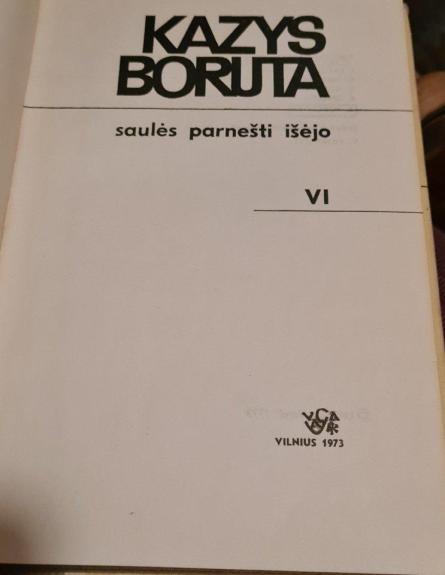 KAZYS
BORUTA
saulės parnešti išėjo
VI
VILNIUS 1973